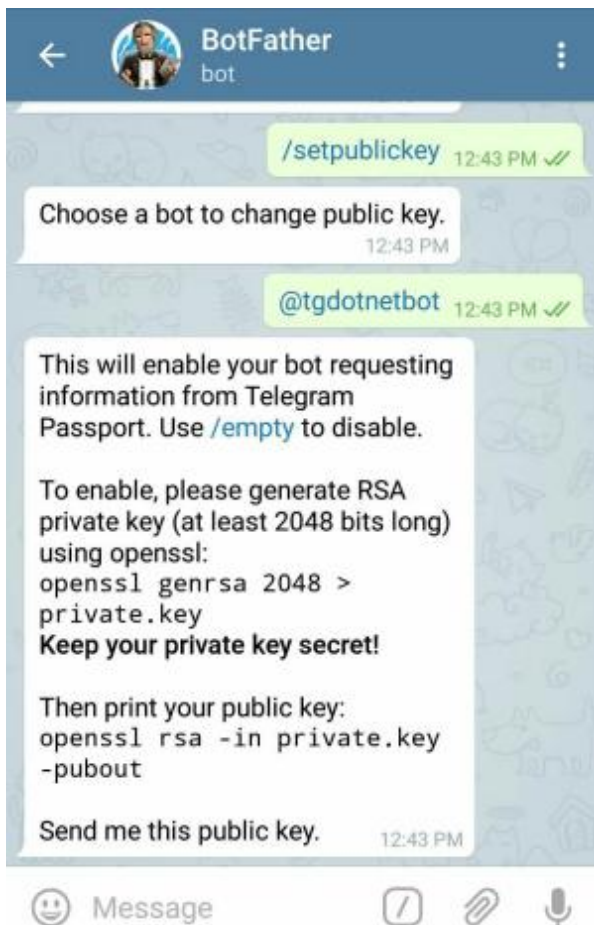 BotFather
bot
/setpublickey 12:43 PM
Choose a bot to change public key.
12:43 PM
@tgdotnetbot 12:43 PM
This will enable your bot requesting
information from Telegram
Passport. Use /empty to disable.
To enable, please generate RSA
private key (at least 2048 bits long)
using openssl:
openssl genrsa 2048 >
private.key
Keep your private key secret!
Then print your public key:
openssl rsa -in private.key
-pubout
Send me this public key. 12:43 PM
Message